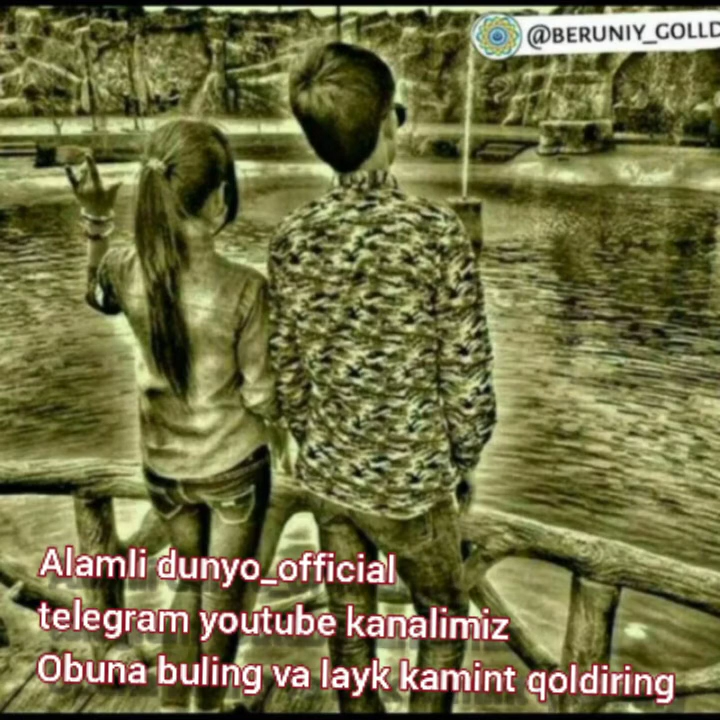 @BERUNIY_GOLLD
Alamli dunyo_official
telegram youtube kanalimiz
Obuna buling va layk kamint qoldiring